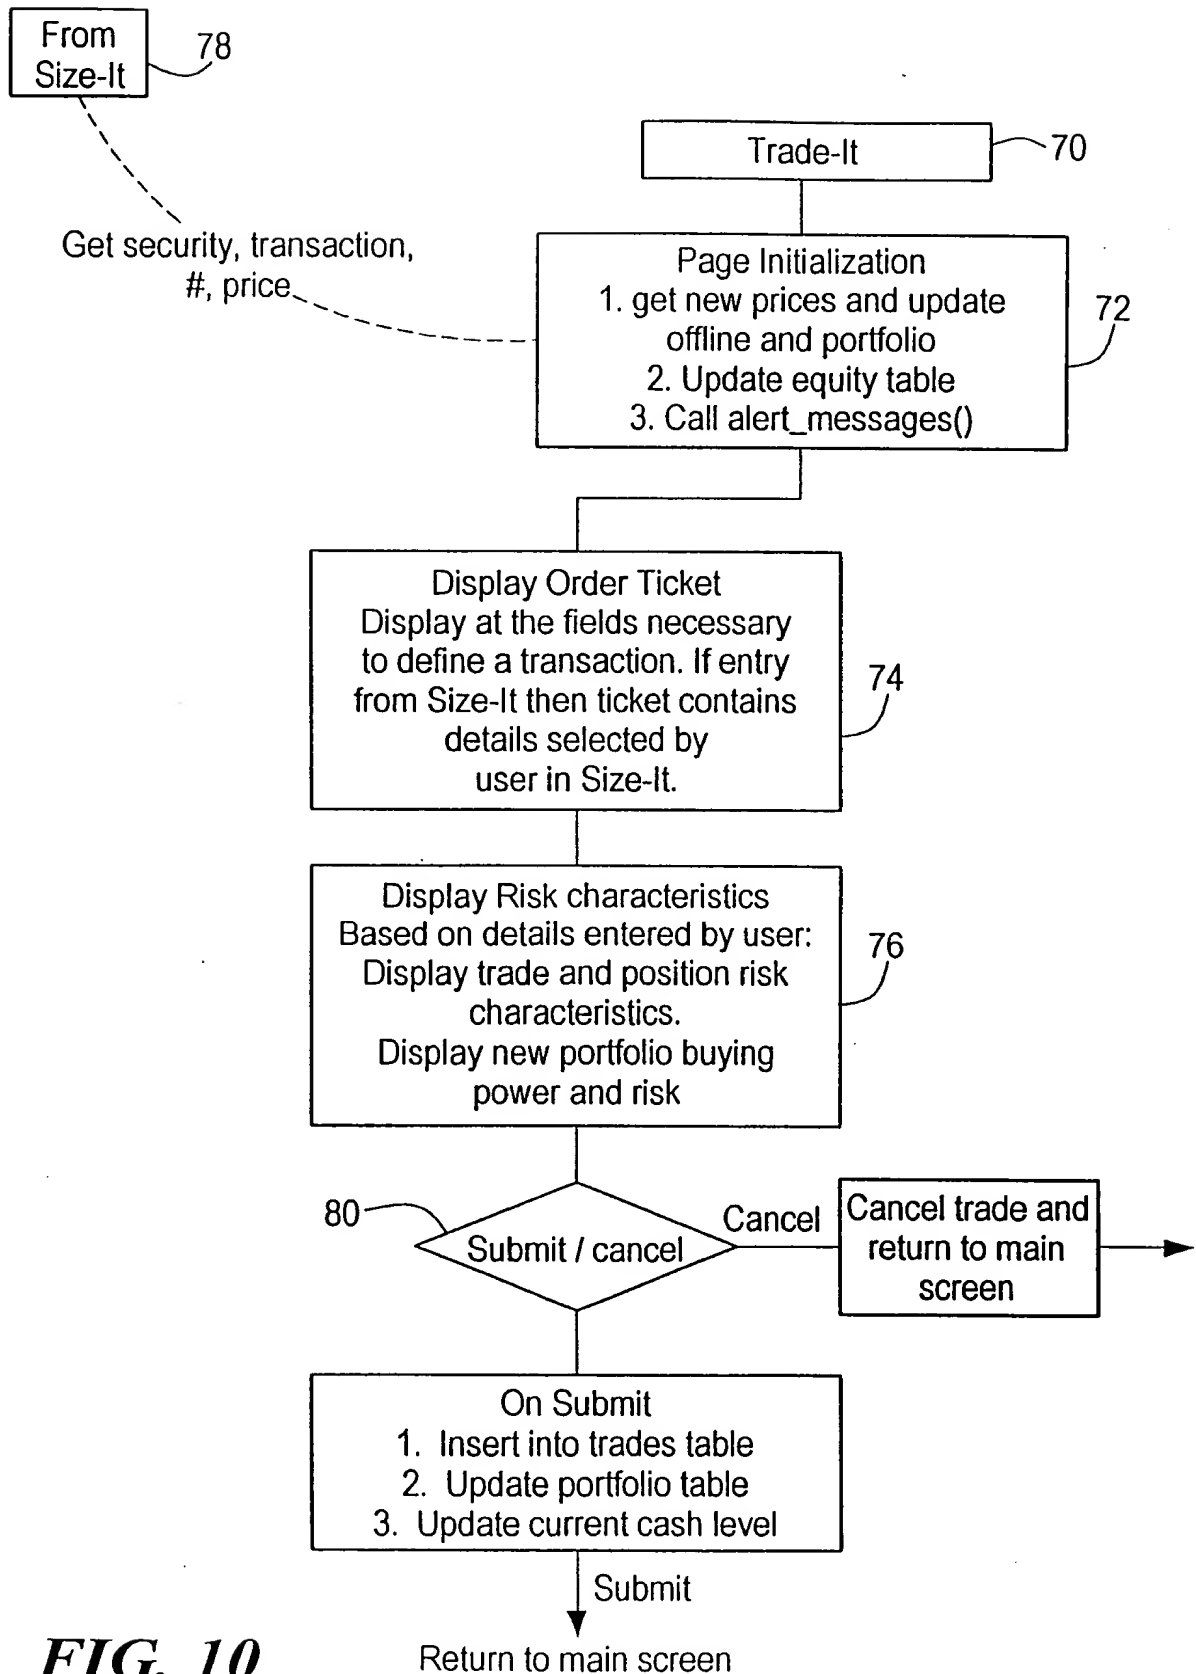 From
Size-It
78
Trade-It
70
Get security, transaction,
#, price
Page Initialization
1. get new prices and update
offline and portfolio
2. Update equity table
3. Call alert_messages()
72
Display Order Ticket
Display at the fields necessary
to define a transaction. If entry
from Size-It then ticket contains
details selected by
user in Size-It.
74
Display Risk characteristics
Based on details entered by user:
Display trade and position risk
characteristics.
Display new portfolio buying
power and risk
76
80
Submit / cancel
Cancel
Cancel trade and
return to main
screen
On Submit
1. Insert into trades table
2. Update portfolio table
3. Update current cash level
Submit
Return to main screen
FIG. 10